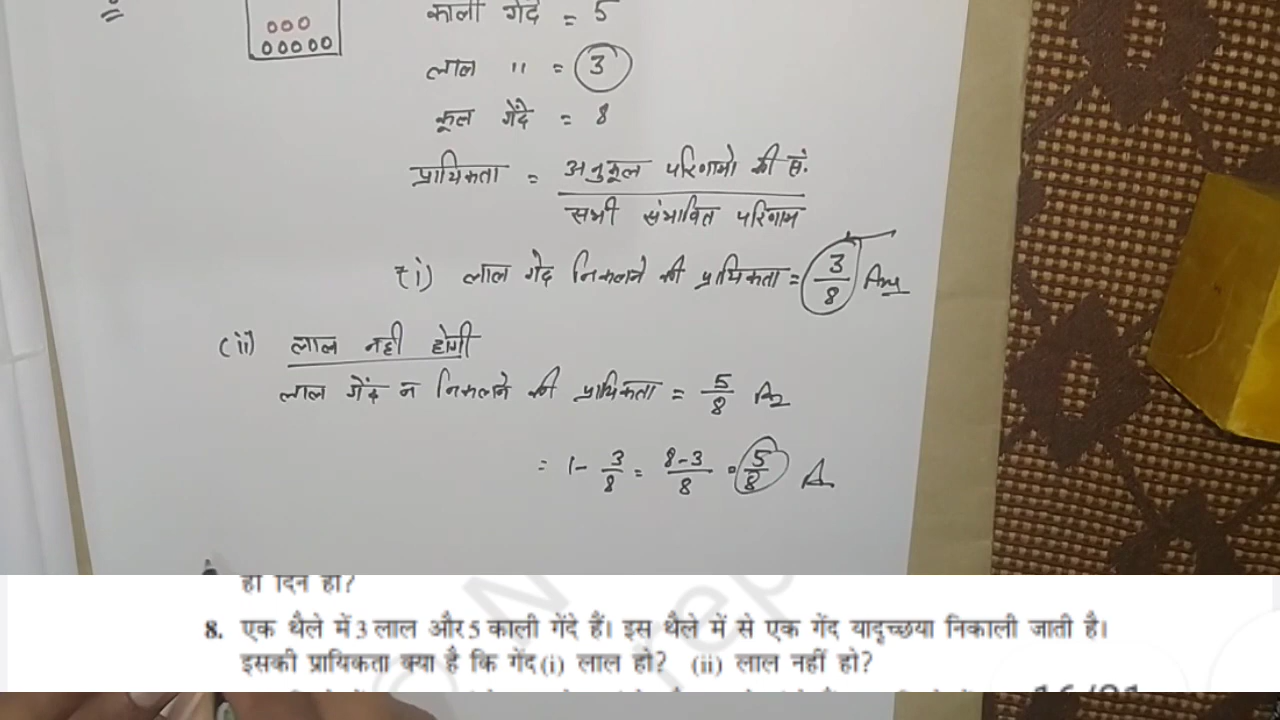 काली गेंदे = 5
लाल " = 3
कूल गेंदे = 8
प्रायिकता = अनुकूल परिणामो की सं.
सभी संभावित परिणाम
(i) लाल गेंद निकलने की प्रायिकता = 3/8 Ans
(ii) लाल नही होगी
लाल गेंद न निकलने की प्रायिकता = 5/8 A
= 1 - 3/8 = 8-3/8 = 5/8 A
ही दिन हो?
8. एक थैले में 3 लाल और 5 काली गेंदे हैं। इस थैले में से एक गेंद यादृच्छया निकाली जाती है।
इसकी प्रायिकता क्या है कि गेंद (i) लाल हो? (ii) लाल नहीं हो?